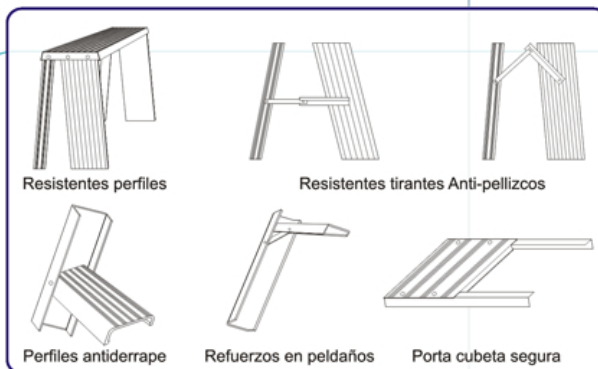 Resistentes perfiles
Resistentes tirantes Anti-pellizcos
Perfiles antiderrape
Refuerzos en peldaños
Porta cubeta segura